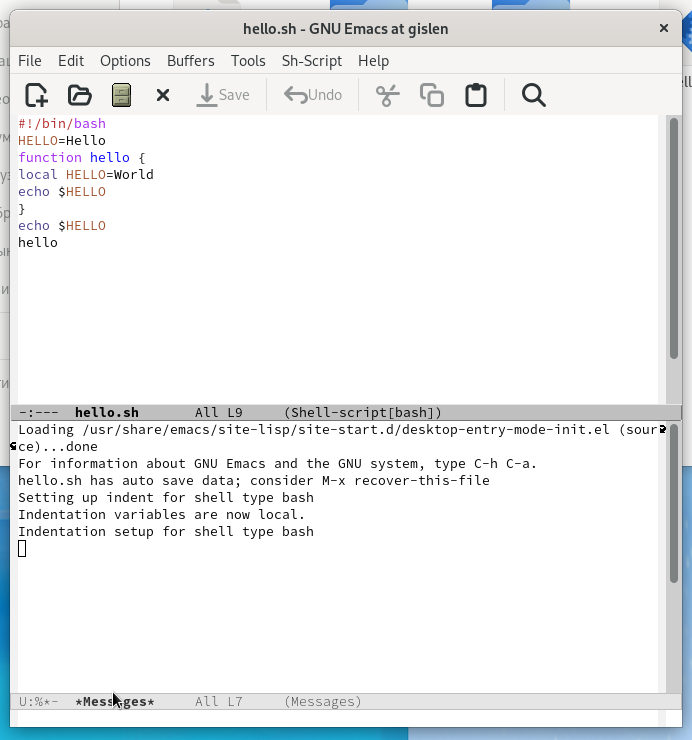 hello.sh - GNU Emacs at gislen
File Edit Options Buffers Tools Sh-Script Help
Save Undo
#!/bin/bash
HELLO=Hello
function hello {
local HELLO=World
echo $HELLO
}
echo $HELLO
hello
-:--- hello.sh All L9 (Shell-script[bash])
Loading /usr/share/emacs/site-lisp/site-start.d/desktop-entry-mode-init.el (sour
ce)...done
For information about GNU Emacs and the GNU system, type C-h C-a.
hello.sh has auto save data; consider M-x recover-this-file
Setting up indent for shell type bash
Indentation variables are now local.
Indentation setup for shell type bash
U:%*- *Messages* All L7 (Messages)